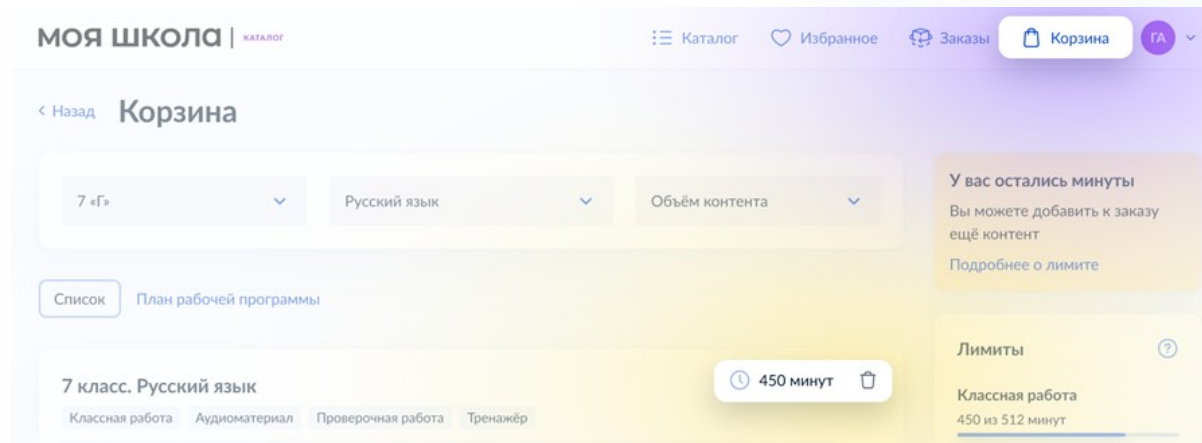 МОЯ ШКОЛА | КАТАЛОГ
Каталог
Избранное
Заказы
Корзина
ГА
Назад
Корзина
7 «Г»
Русский язык
Объём контента
Список
План рабочей программы
7 класс. Русский язык
450 минут
Классная работа
Аудиоматериал
Проверочная работа
Тренажёр
У вас остались минуты
Вы можете добавить к заказу
ещё контент
Подробнее о лимите
Лимиты
?
Классная работа
450 из 512 минут